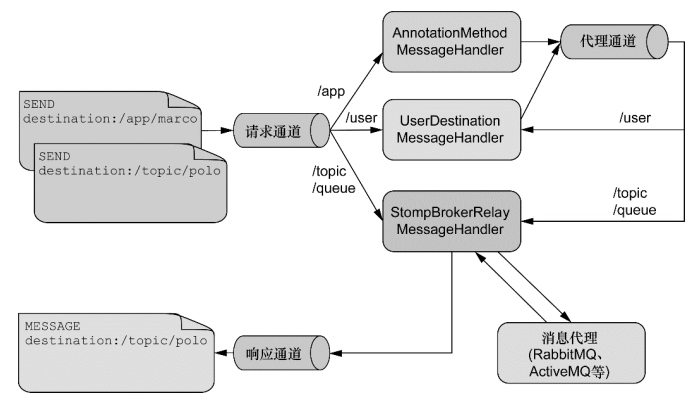 AnnotationMethod
MessageHandler
代理通道
/app
SEND
destination:/app/marco
请求通道
/user
UserDestination
MessageHandler
/user
SEND
destination:/topic/polo
/topic
/queue
StompBrokerRelay
MessageHandler
/topic
/queue
MESSAGE
destination:/topic/polo
响应通道
消息代理
(RabbitMQ、
ActiveMQ等)